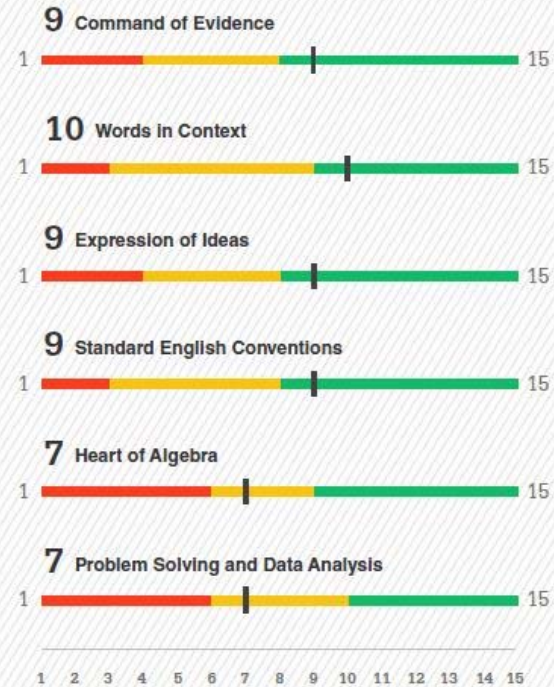 9 Command of Evidence
1 15
10 Words in Context
1 15
9 Expression of Ideas
1 15
9 Standard English Conventions
1 15
7 Heart of Algebra
1 15
7 Problem Solving and Data Analysis
1 15
1 2 3 4 5 6 7 8 9 10 11 12 13 14 15